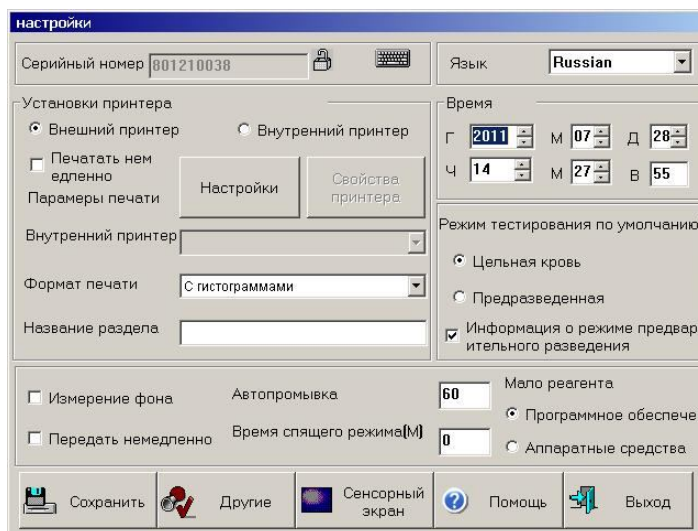 настройки
Серийный номер 801210038
Язык Russian
Установки принтера
Внешний принтер Внутренний принтер
Печатать нем
едленно
Парамеры печати
Настройки
Свойства
принтера
Внутренний принтер
Формат печати С гистограммами
Название раздела
Время
Г 2011 М 07 Д 28
Ч 14 М 27 В 55
Режим тестирования по умолчанию
Цельная кровь
Предразведенная
Информация о режиме предвар
ительного разведения
Измерение фона
Передать немедленно
Автопромывка 60
Время спящего режима(М) 0
Мало реагента
Программное обеспече
Аппаратные средства
Сохранить
Другие
Сенсорный
экран
Помощь
Выход